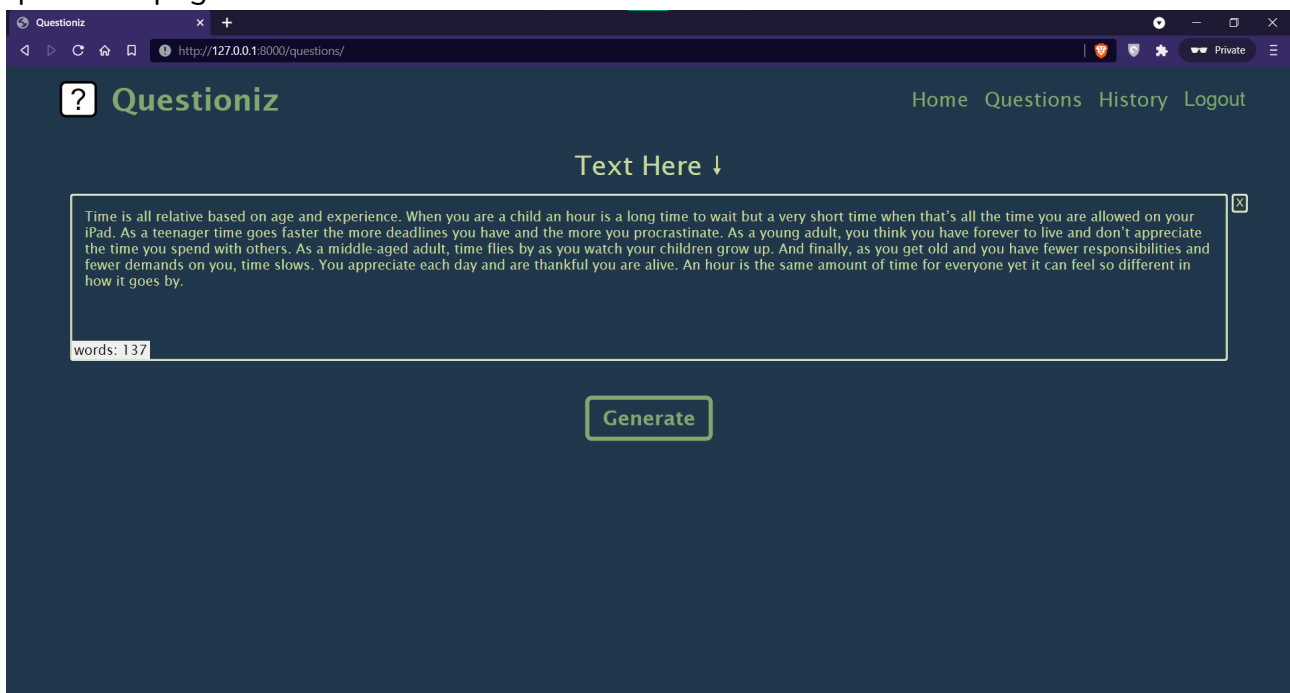 Questioniz
http://127.0.0.1:8000/questions/
Private
?
Questioniz
Home Questions History Logout
Text Here ↓
X
Time is all relative based on age and experience. When you are a child an hour is a long time to wait but a very short time when that’s all the time you are allowed on your
iPad. As a teenager time goes faster the more deadlines you have and the more you procrastinate. As a young adult, you think you have forever to live and don’t appreciate
the time you spend with others. As a middle-aged adult, time flies by as you watch your children grow up. And finally, as you get old and you have fewer responsibilities and
fewer demands on you, time slows. You appreciate each day and are thankful you are alive. An hour is the same amount of time for everyone yet it can feel so different in
how it goes by.
words: 137
Generate